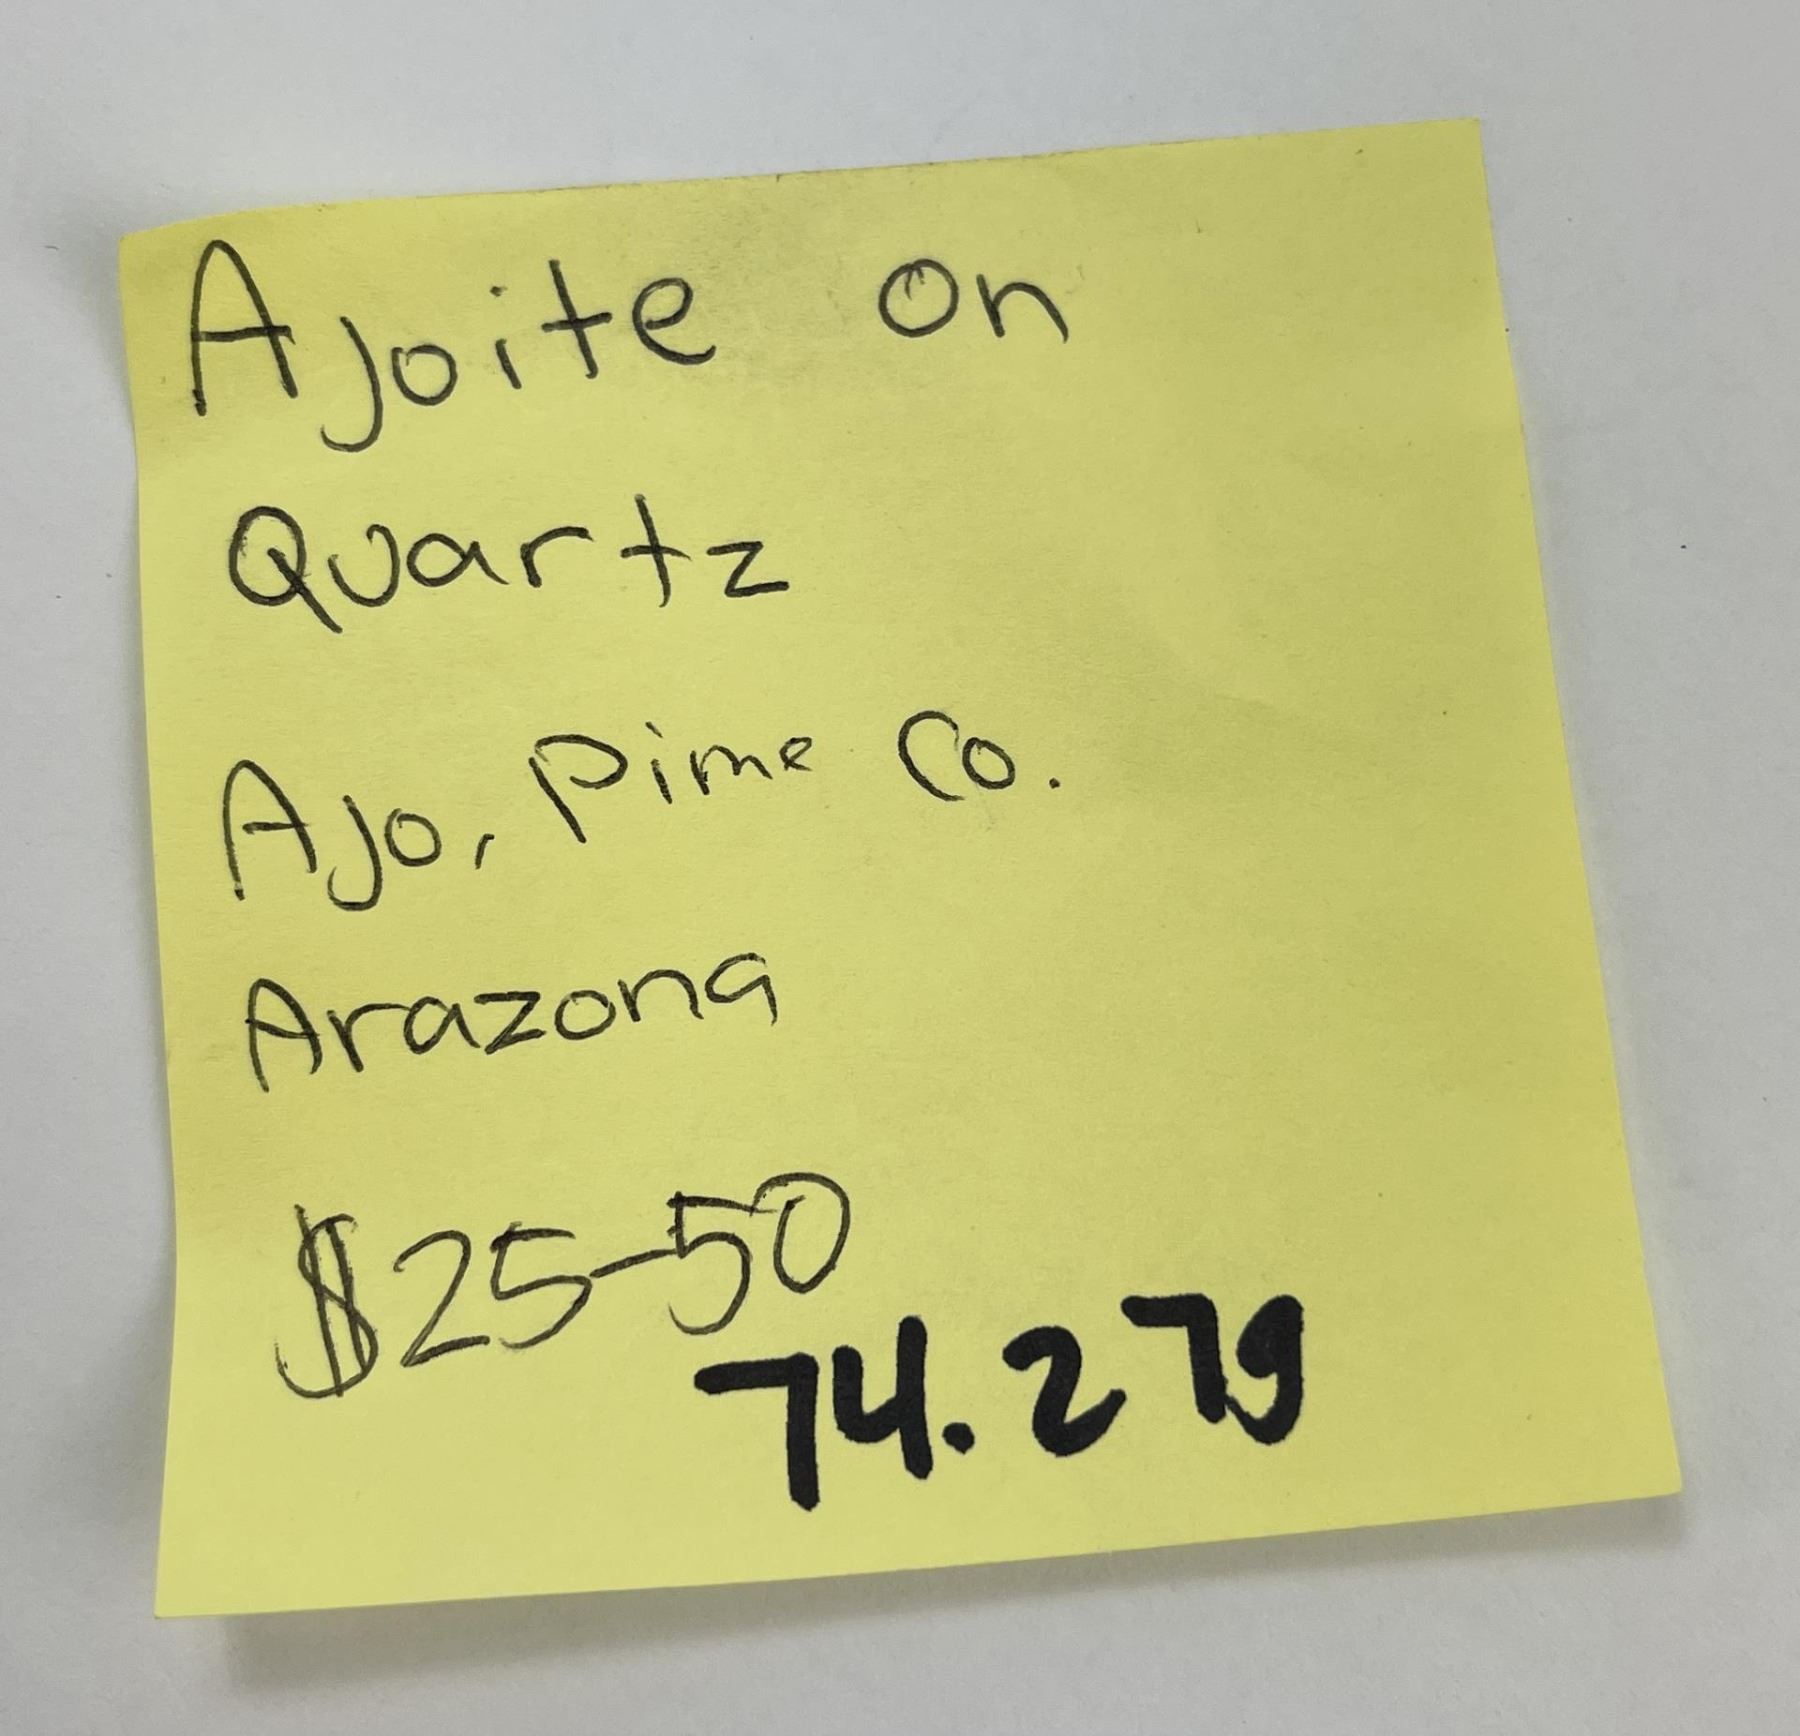 Ajoite on
Quartz
Ajo, Pime Co.
Arazona
$25-50
74.27g